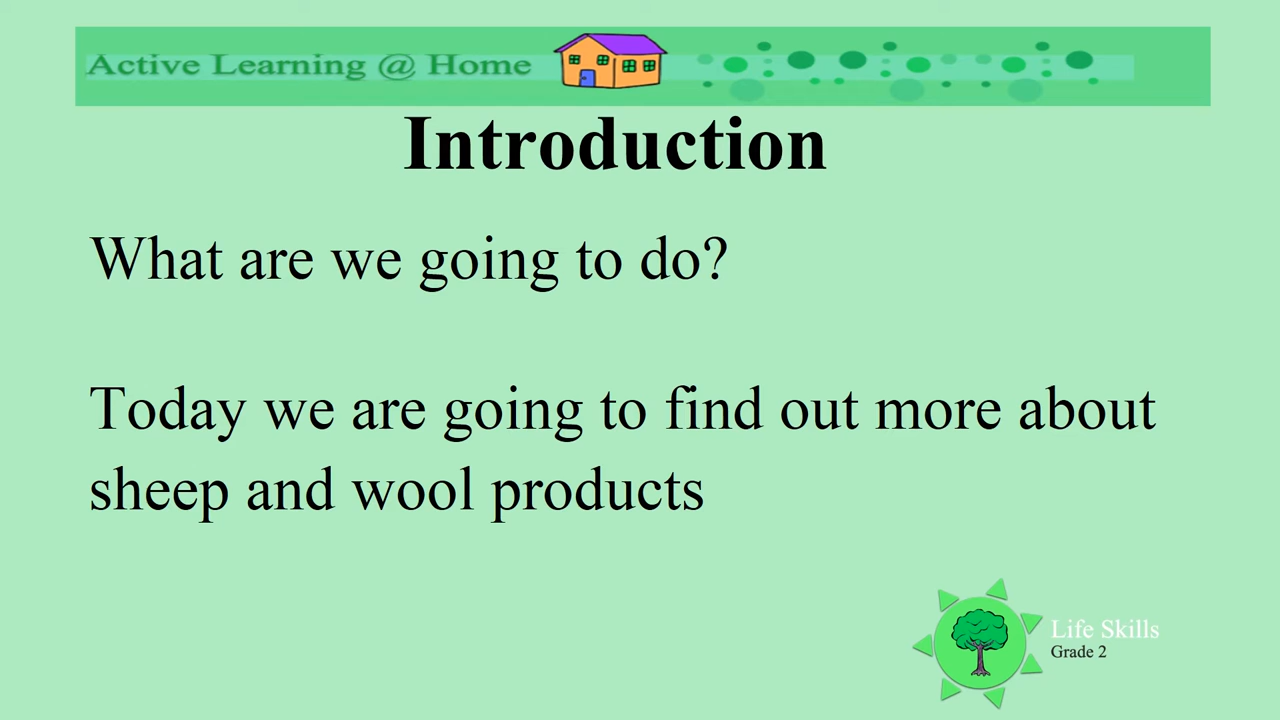 Active Learning @ Home
Introduction
What are we going to do?
Today we are going to find out more about
sheep and wool products
Life Skills
Grade 2